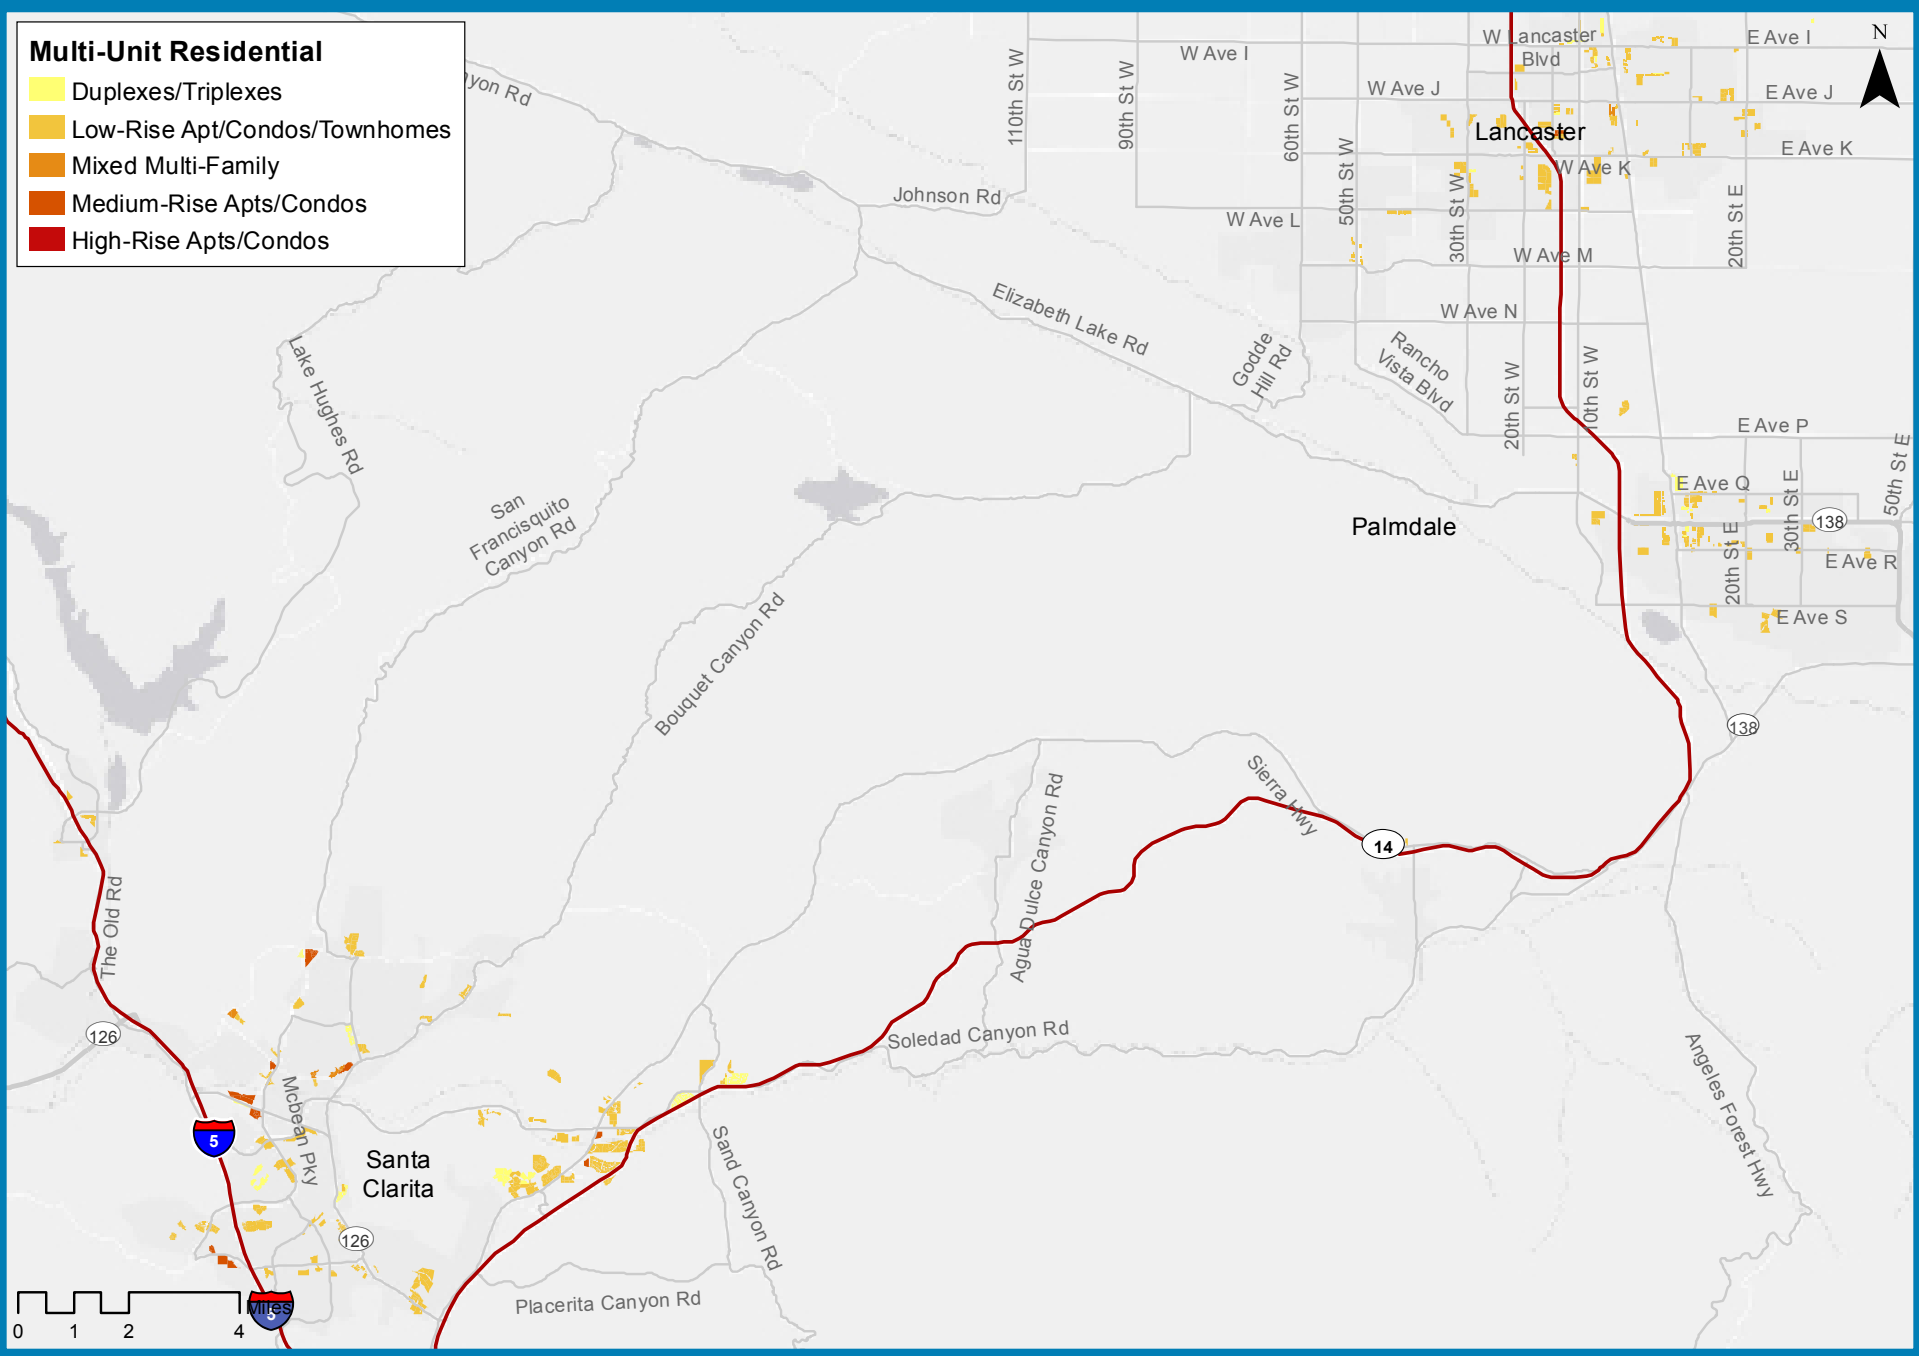 Multi-Unit Residential
Duplexes/Triplexes
Low-Rise Apt/Condos/Townhomes
Mixed Multi-Family
Medium-Rise Apts/Condos
High-Rise Apts/Condos
yon Rd
N
W Lancaster
Blvd
E Ave I
W Ave I
110th St W
90th St W
60th St W
W Ave J
E Ave J
Lancaster
50th St W
E Ave K
W Ave K
Johnson Rd
30th St W
20th St E
W Ave L
W Ave M
Elizabeth Lake Rd
W Ave N
Godde
Hill Rd
Rancho
Vista Blvd
20th St W
10th St W
Lake Hughes Rd
E Ave P
50th St E
E Ave Q
30th St E
138
San
Francisquito
Canyon Rd
Palmdale
20th St E
E Ave R
E Ave S
Bouquet Canyon Rd
138
Sierra Hwy
14
Agua Dulce Canyon Rd
The Old Rd
126
Soledad Canyon Rd
Angeles Forest Hwy
Mcbean Pky
5
Santa
Clarita
Sand Canyon Rd
126
Placerita Canyon Rd
5
Miles
0 1 2 4